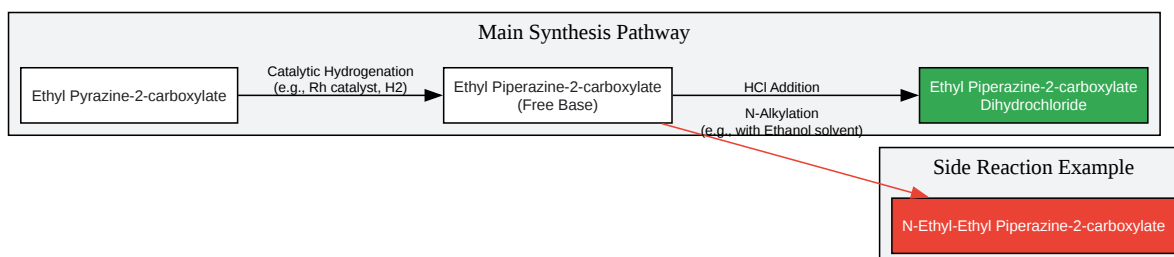 Main Synthesis Pathway
Ethyl Pyrazine-2-carboxylate
Catalytic Hydrogenation
(e.g., Rh catalyst, H2)
Ethyl Piperazine-2-carboxylate
(Free Base)
HCl Addition
N-Alkylation
(e.g., with Ethanol solvent)
Ethyl Piperazine-2-carboxylate
Dihydrochloride
Side Reaction Example
N-Ethyl-Ethyl Piperazine-2-carboxylate